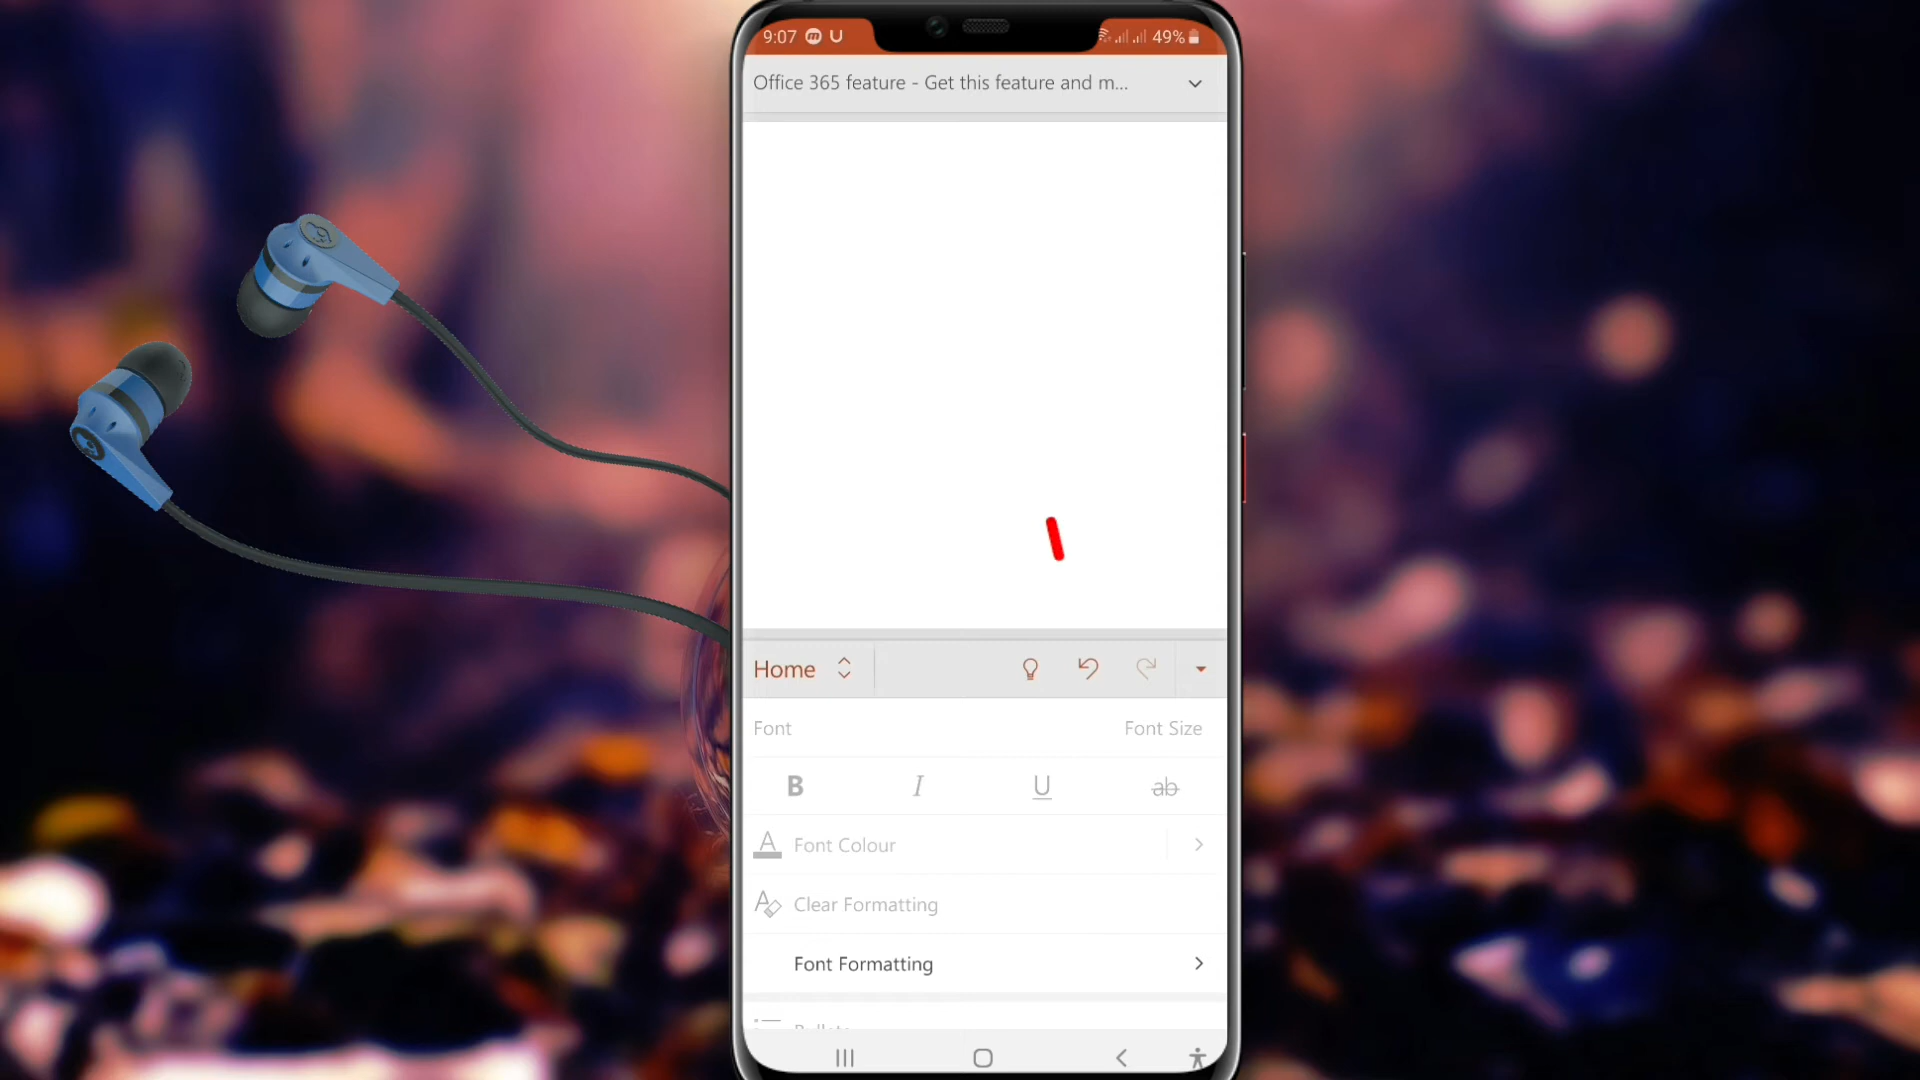 9:07 m U 49%
Office 365 feature - Get this feature and m...
Home
Font Font Size
B I U ab
A Font Colour
A Clear Formatting
Font Formatting
Bullets